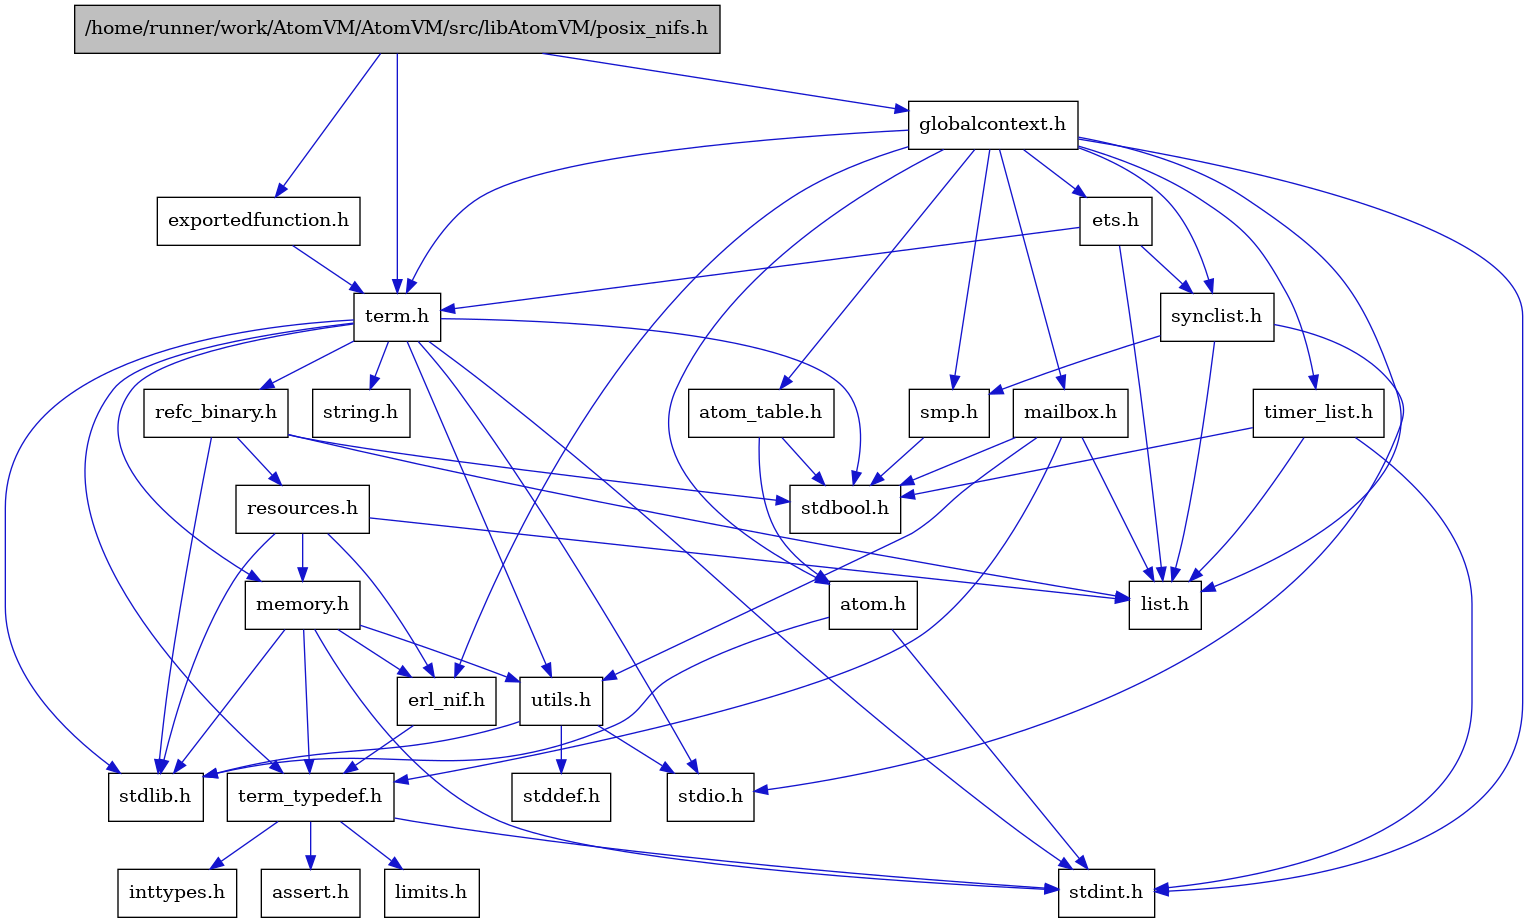 /home/runner/work/AtomVM/AtomVM/src/libAtomVM/posix_nifs.h
globalcontext.h
exportedfunction.h
ets.h
term.h
synclist.h
refc_binary.h
string.h
atom_table.h
smp.h
mailbox.h
timer_list.h
resources.h
stdbool.h
memory.h
atom.h
list.h
erl_nif.h
utils.h
stdlib.h
term_typedef.h
stddef.h
stdio.h
inttypes.h
assert.h
limits.h
stdint.h